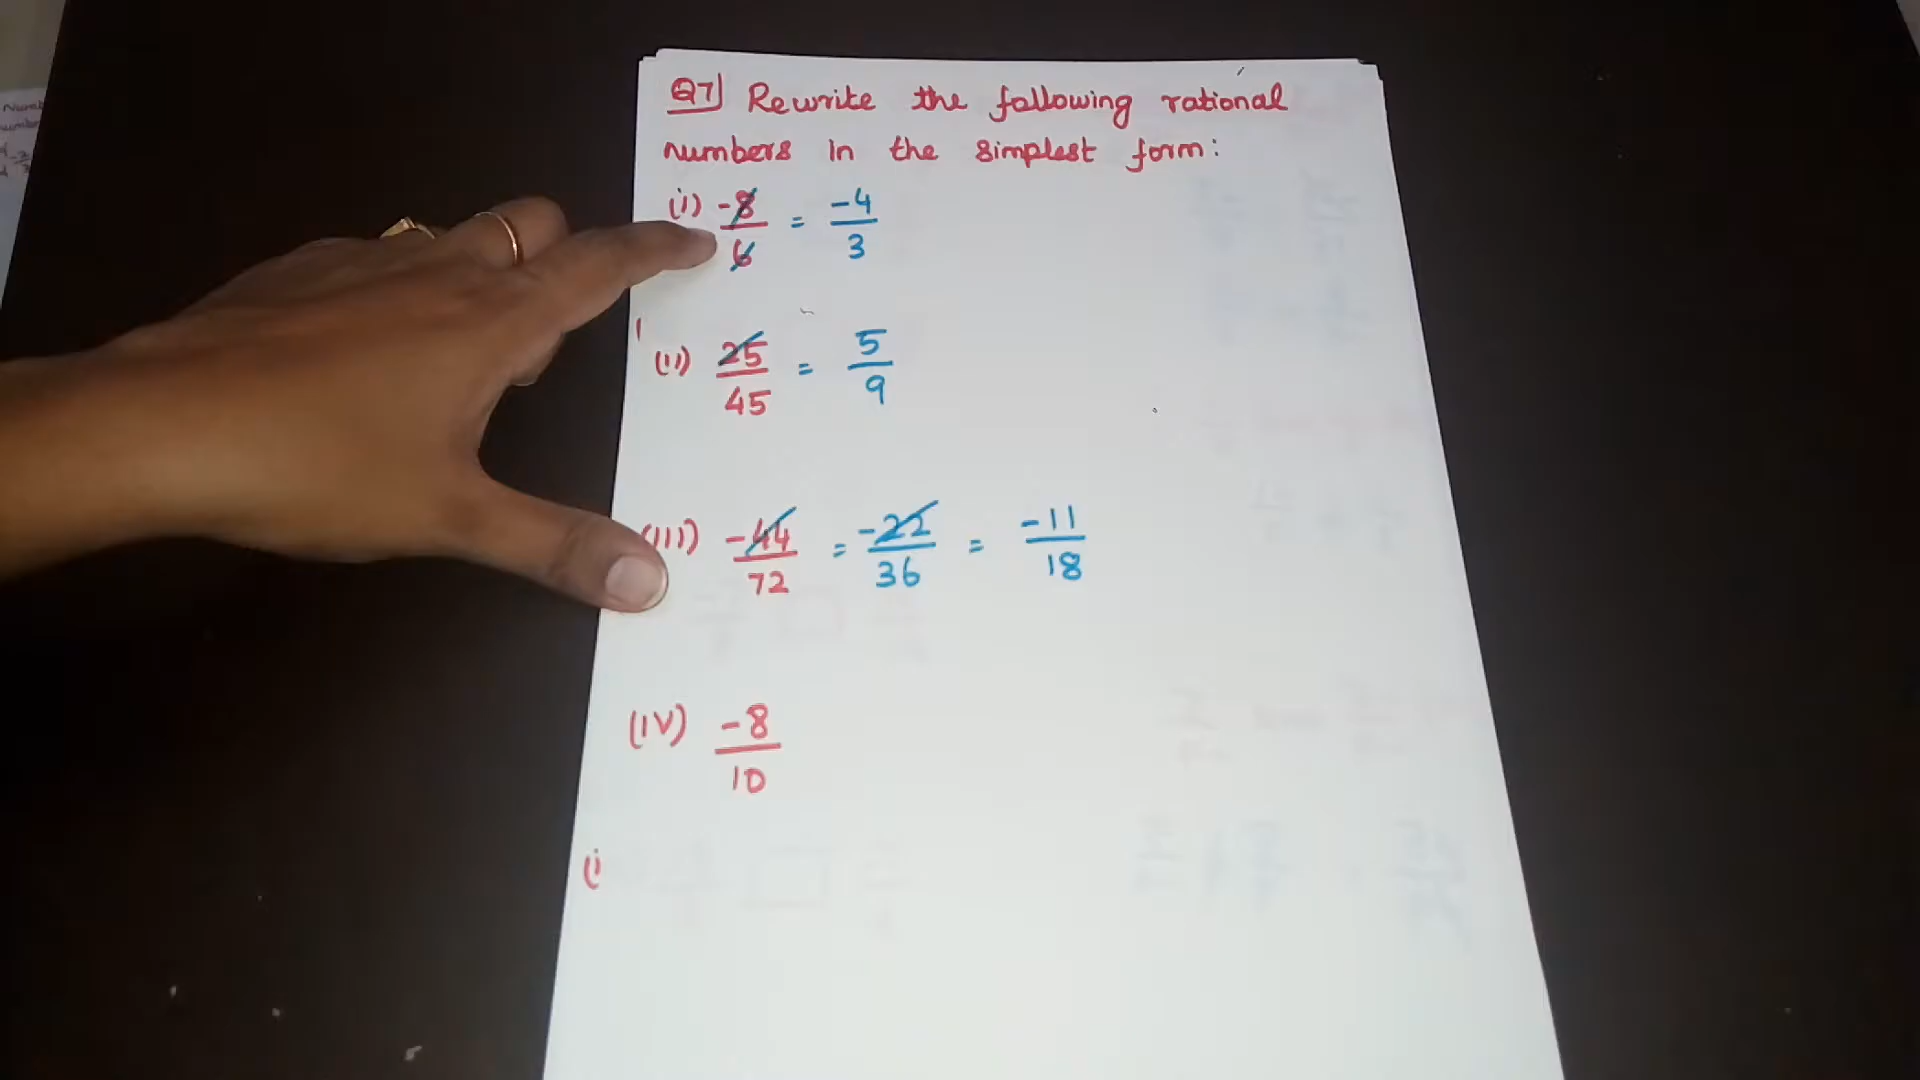 Q7 Rewrite the following rational
numbers in the simplest form:
(i) -8/6 = -4/3
(ii) 25/45 = 5/9
(iii) -44/72 = -22/36 = -11/18
(iv) -8/10
(i